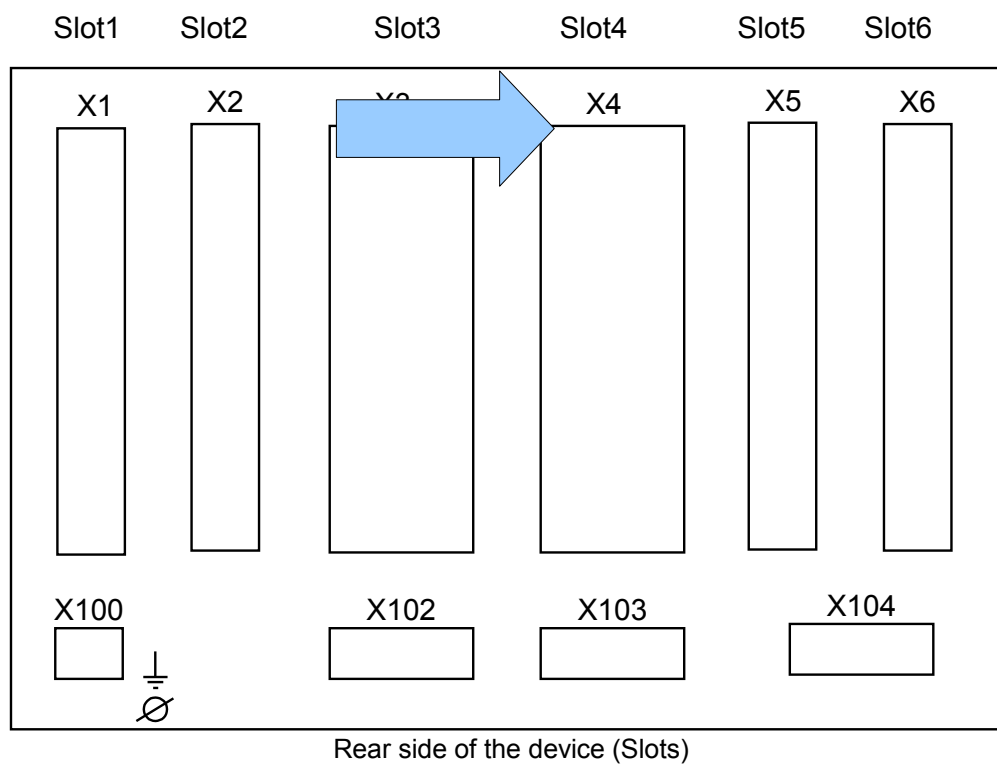 Slot1 Slot2 Slot3 Slot4 Slot5 Slot6
X1 X2 X4 X5 X6
X100 X102 X103 X104
Rear side of the device (Slots)